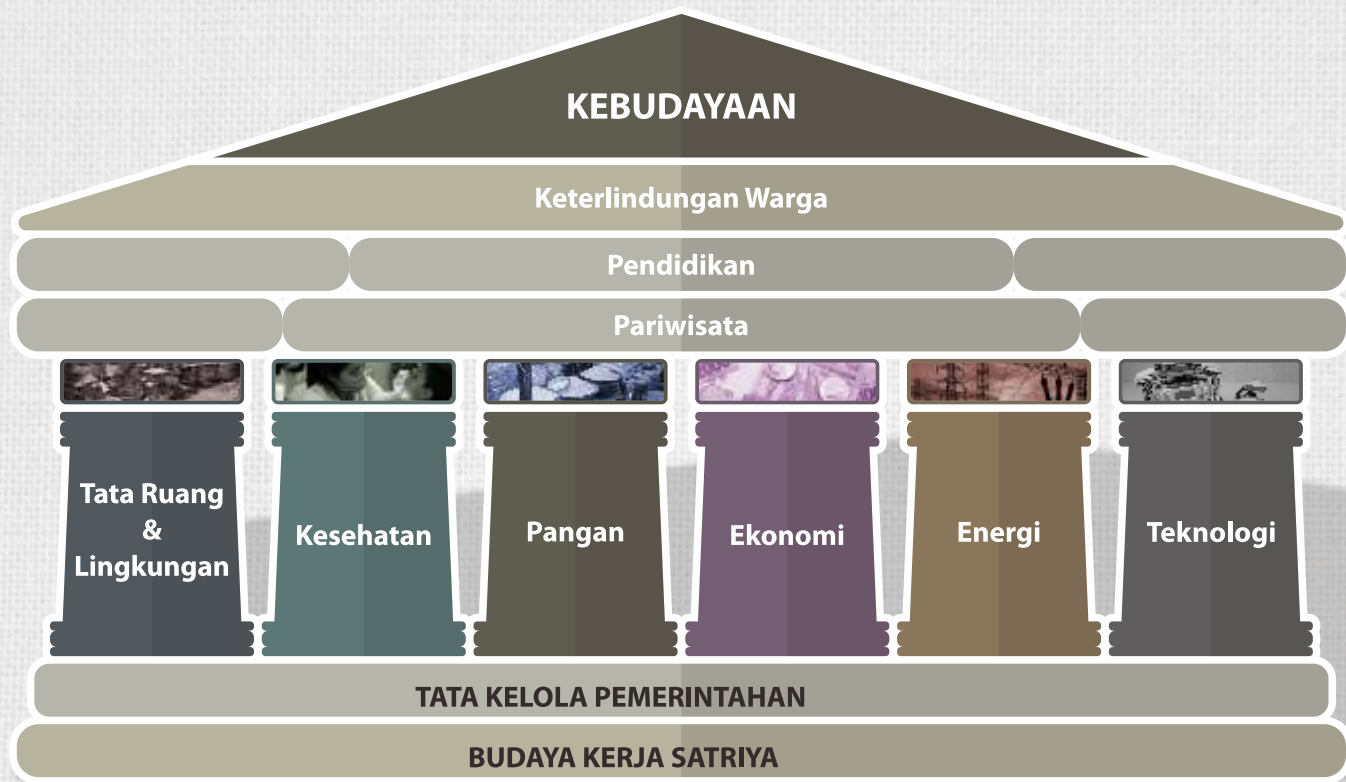 KEBUDAYAAN
Keterlindungan Warga
Pendidikan
Pariwisata
Tata Ruang
&
Lingkungan
Kesehatan
Pangan
Ekonomi
Energi
Teknologi
TATA KELOLA PEMERINTAHAN
BUDAYA KERJA SATRIYA